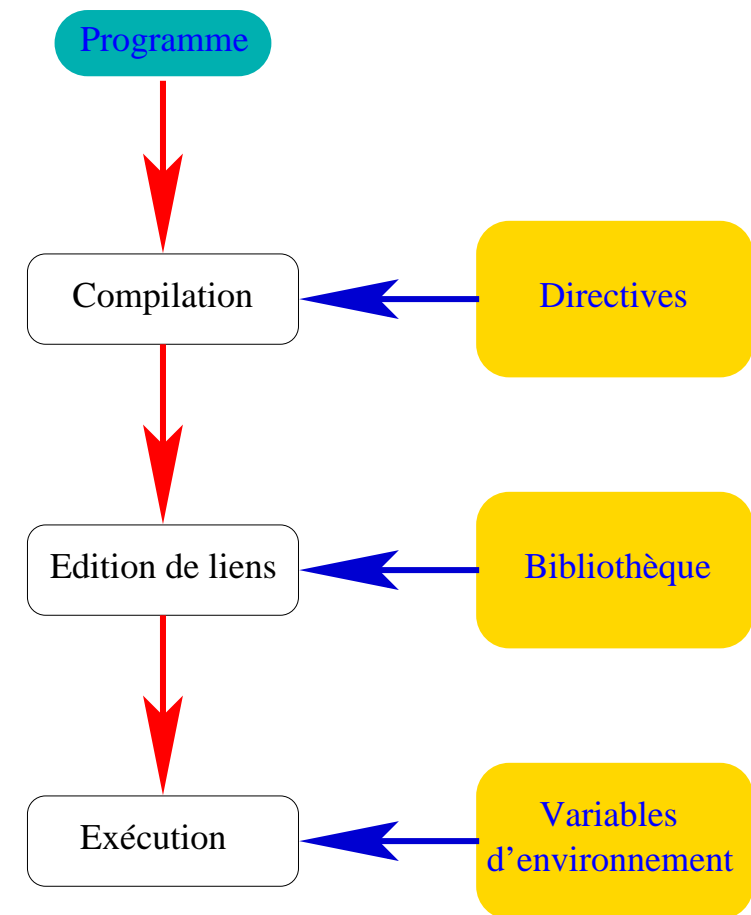 Programme
Compilation
Directives
Edition de liens
Bibliothèque
Exécution
Variables
d'environnement